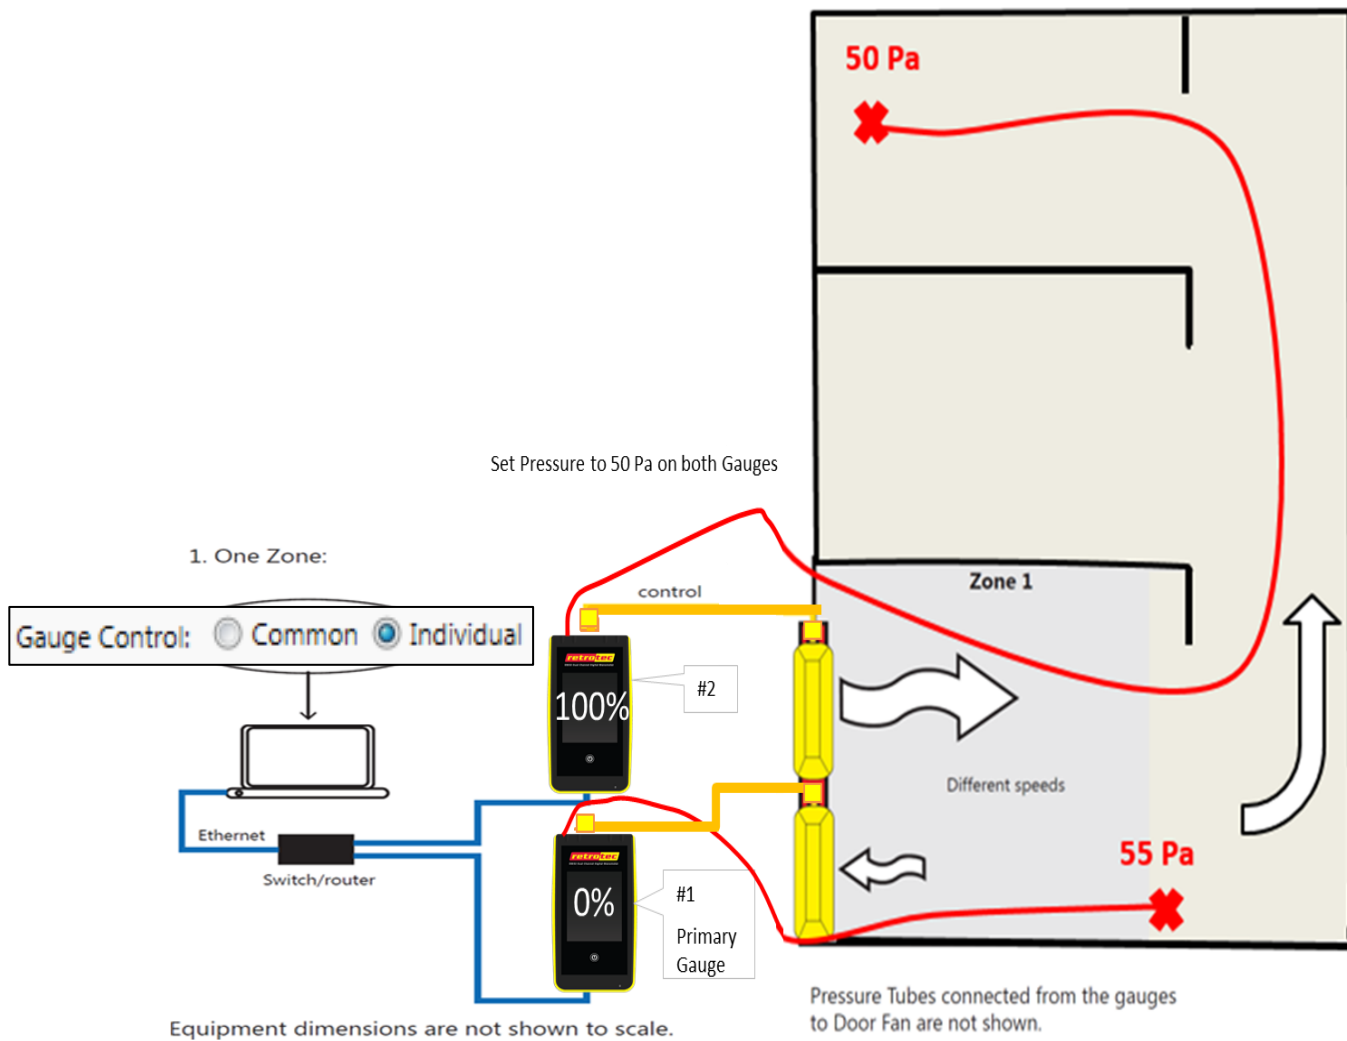 50 Pa
Set Pressure to 50 Pa on both Gauges
1. One Zone:
Gauge Control: Common Individual
control
Zone 1
retrotec
100%
#2
Different speeds
Ethernet
Switch/router
retrotec
0%
#1
Primary
Gauge
55 Pa
Pressure Tubes connected from the gauges
to Door Fan are not shown.
Equipment dimensions are not shown to scale.